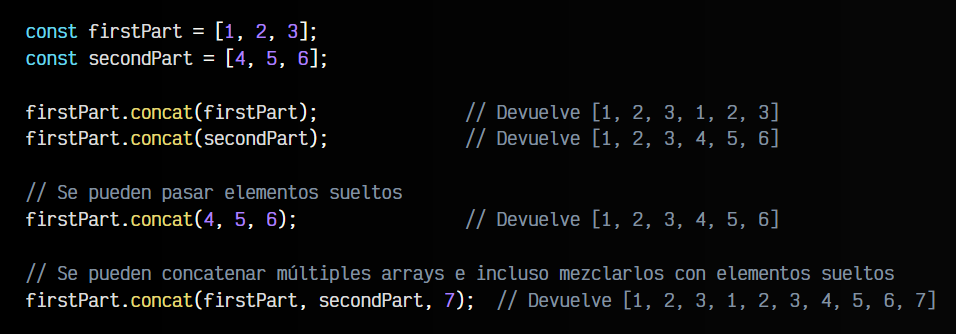 const firstPart = [1, 2, 3];
const secondPart = [4, 5, 6];
firstPart.concat(firstPart); // Devuelve [1, 2, 3, 1, 2, 3]
firstPart.concat(secondPart); // Devuelve [1, 2, 3, 4, 5, 6]
// Se pueden pasar elementos sueltos
firstPart.concat(4, 5, 6); // Devuelve [1, 2, 3, 4, 5, 6]
// Se pueden concatenar múltiples arrays e incluso mezclarlos con elementos sueltos
firstPart.concat(firstPart, secondPart, 7); // Devuelve [1, 2, 3, 1, 2, 3, 4, 5, 6, 7]